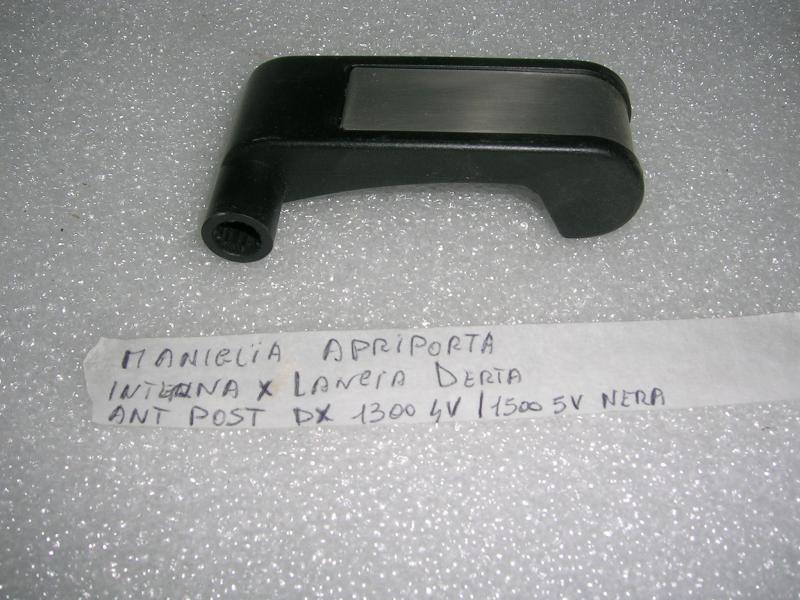 MANIGLIA APRIPORTA
INTERNA X LANCIA DELTA
ANT POST DX 1300 4V / 1500 5V NERA